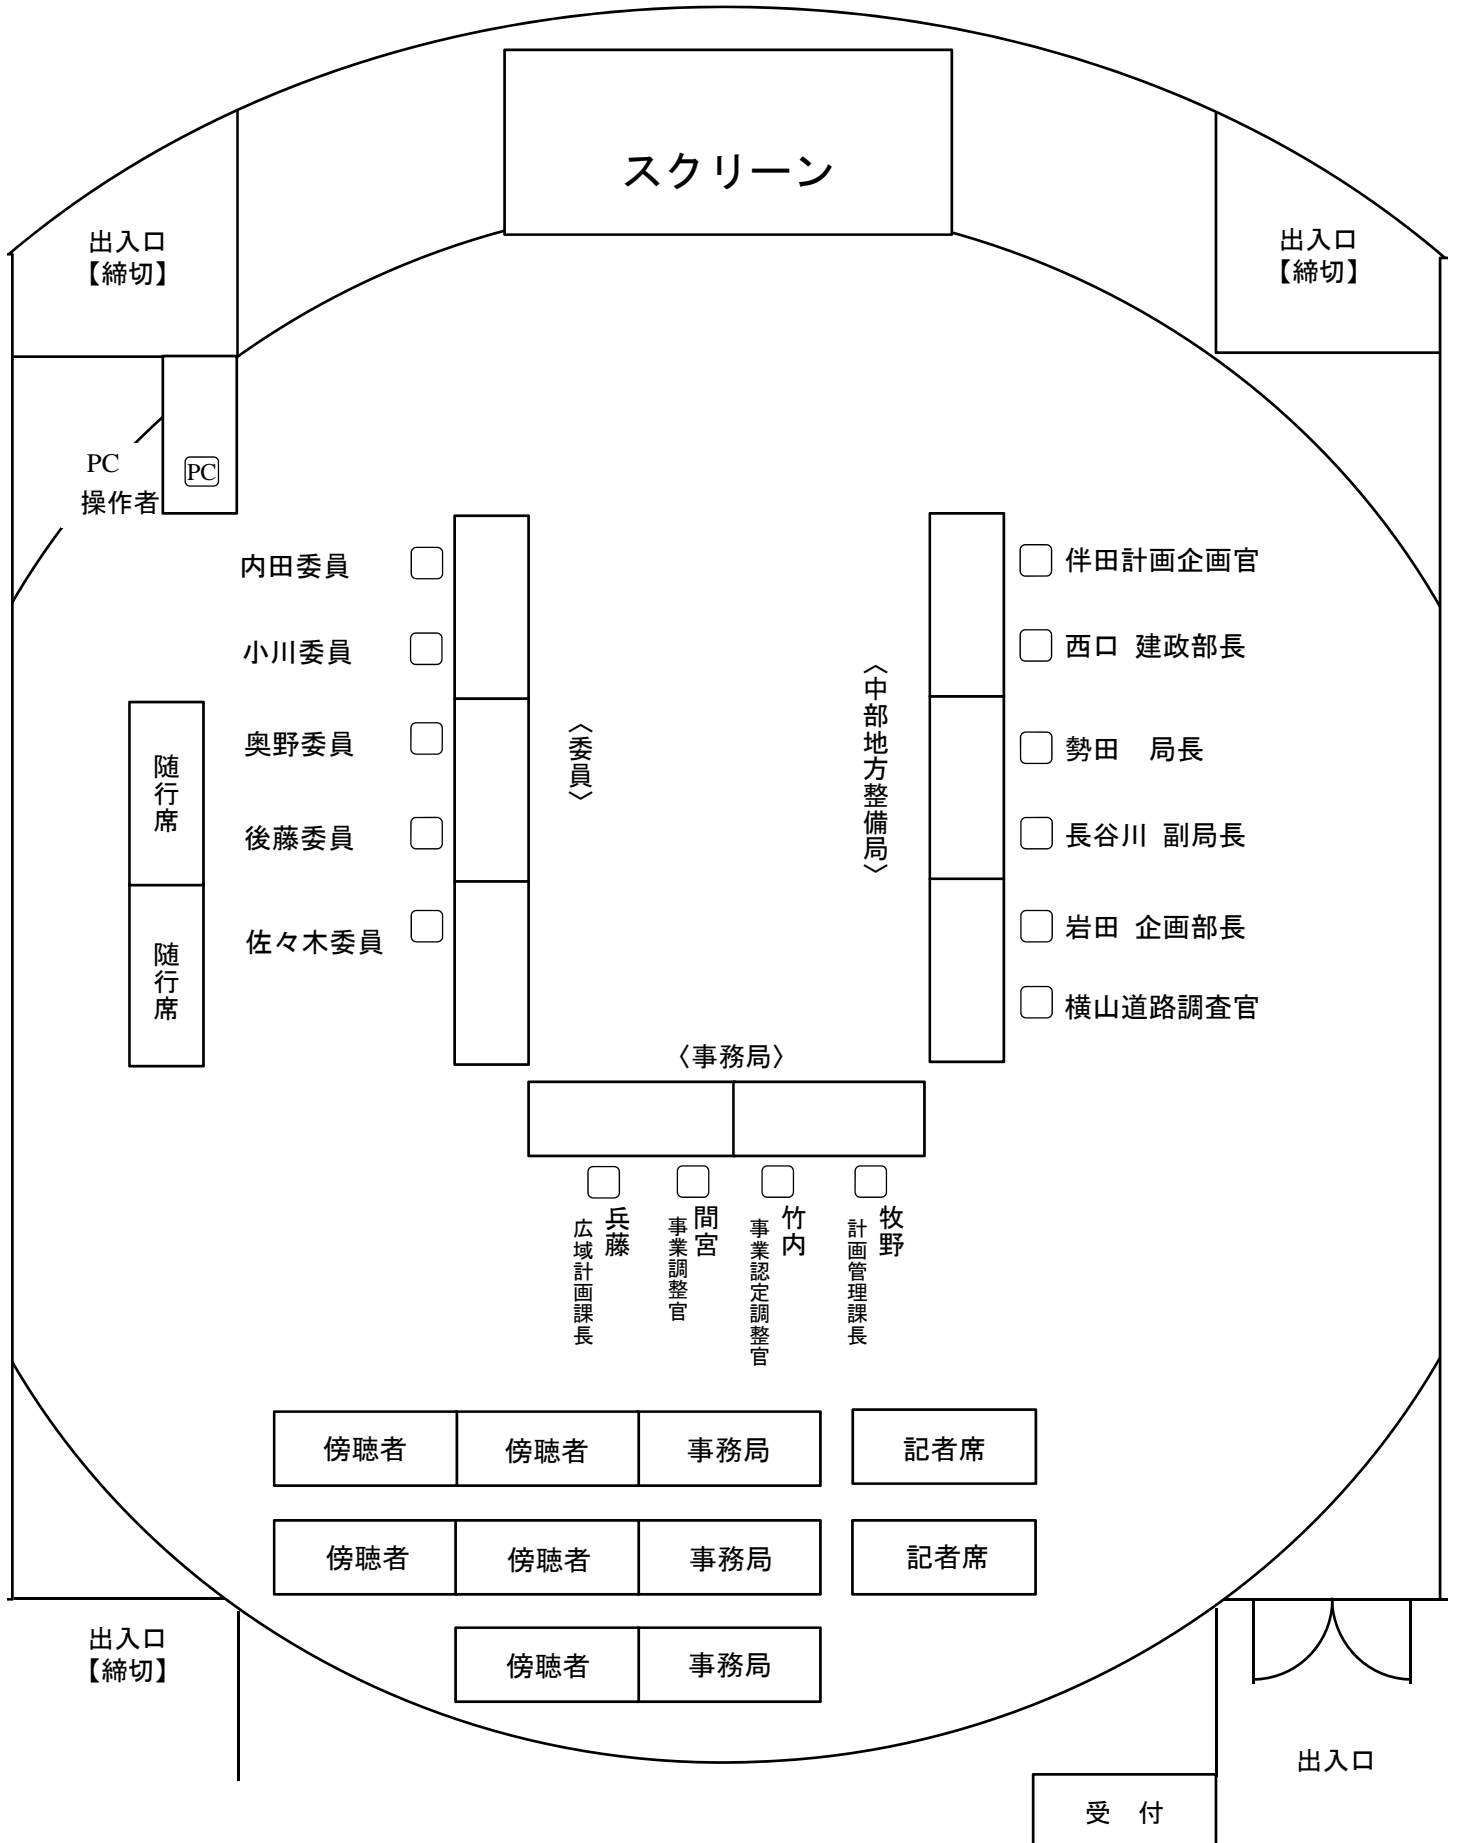 スクリーン
出入口
【締切】
出入口
【締切】
PC
操作者
PC
内田委員
小川委員
奥野委員
後藤委員
佐々木委員
随行席
随行席
〈委員〉
〈中部地方整備局〉
伴田計画企画官
西口 建政部長
勢田 局長
長谷川 副局長
岩田 企画部長
横山道路調査官
〈事務局〉
兵藤
広域計画課長
間宮
事業調整官
竹内
事業認定調整官
牧野
計画管理課長
傍聴者 傍聴者 事務局 記者席
傍聴者 傍聴者 事務局 記者席
傍聴者 事務局
出入口
【締切】
出入口
受 付